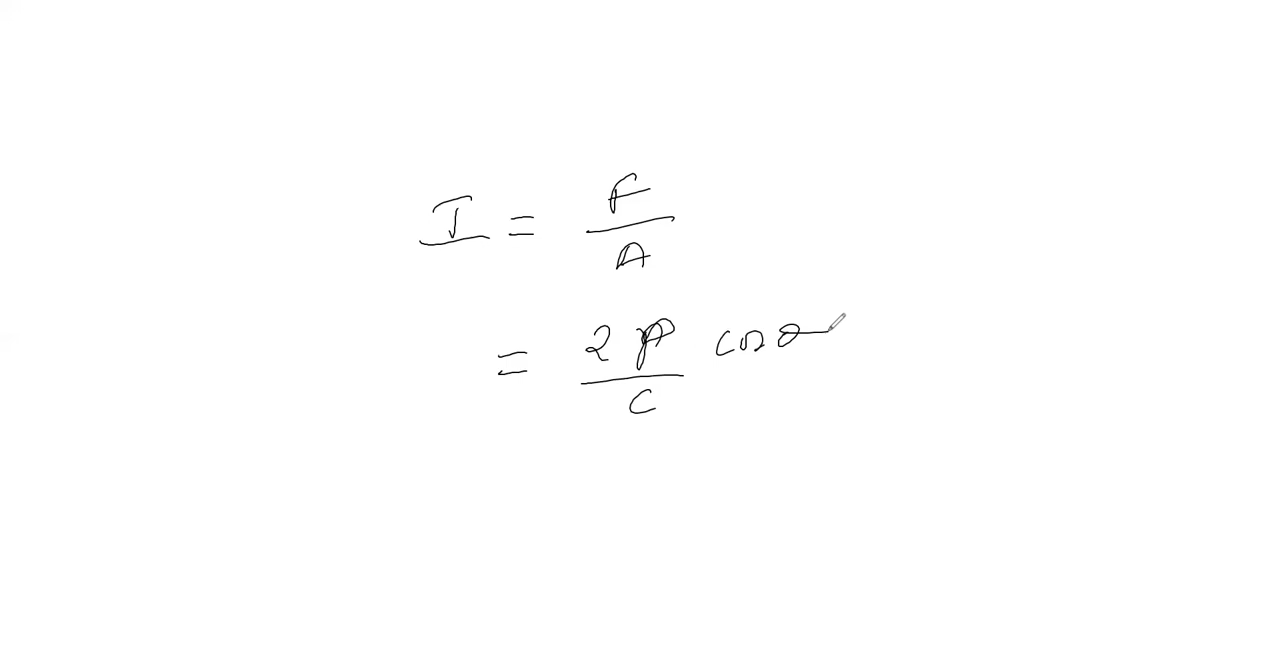 I = F/A
= 2P/C cos θ